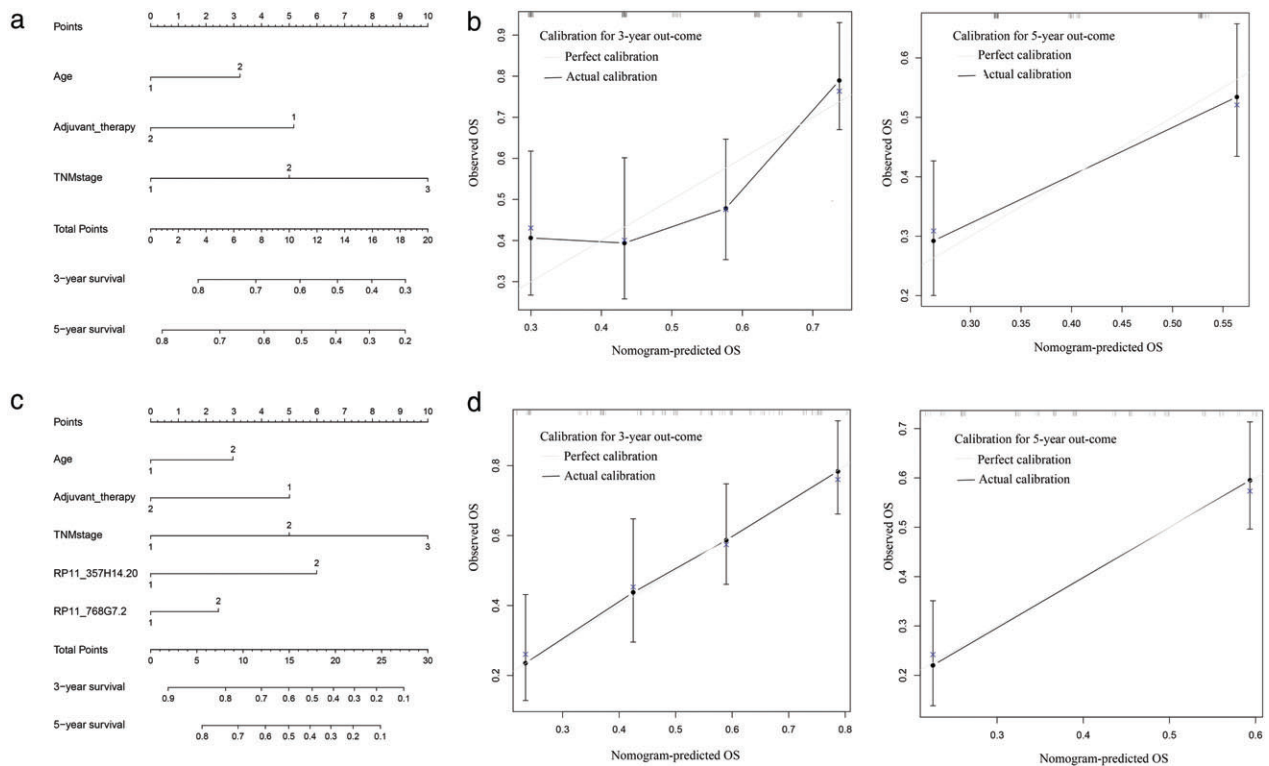 a
Points
0 1 2 3 4 5 6 7 8 9 10
Age
2
1
Adjuvant_therapy
1
2
TNMstage
2
1 3
Total Points
0 2 4 6 8 10 12 14 16 18 20
3-year survival
0.8 0.7 0.6 0.5 0.4 0.3
5-year survival
0.8 0.7 0.6 0.5 0.4 0.3 0.2
b
Calibration for 3-year out-come
Perfect calibration
Actual calibration
Observed OS
0.9
0.8
0.7
0.6
0.5
0.4
0.3
0.3 0.4 0.5 0.6 0.7
Nomogram-predicted OS
Calibration for 5-year out-come
Perfect calibration
Actual calibration
Observed OS
0.6
0.5
0.4
0.3
0.2
0.30 0.35 0.40 0.45 0.50 0.55
Nomogram-predicted OS
c
Points
0 1 2 3 4 5 6 7 8 9 10
Age
2
1
Adjuvant_therapy
1
2
TNMstage
2
1 3
RP11_357H14.20
2
1
RP11_768G7.2
2
1
Total Points
0 5 10 15 20 25 30
3-year survival
0.9 0.8 0.7 0.6 0.5 0.4 0.3 0.2 0.1
5-year survival
0.8 0.7 0.6 0.5 0.4 0.3 0.2 0.1
d
Calibration for 3-year out-come
Perfect calibration
Actual calibration
Observed OS
0.8
0.6
0.4
0.2
0.3 0.4 0.5 0.6 0.7 0.8
Nomogram-predicted OS
Calibration for 5-year out-come
Perfect calibration
Actual calibration
Observed OS
0.7
0.6
0.5
0.4
0.3
0.2
0.3 0.4 0.5 0.6
Nomogram-predicted OS